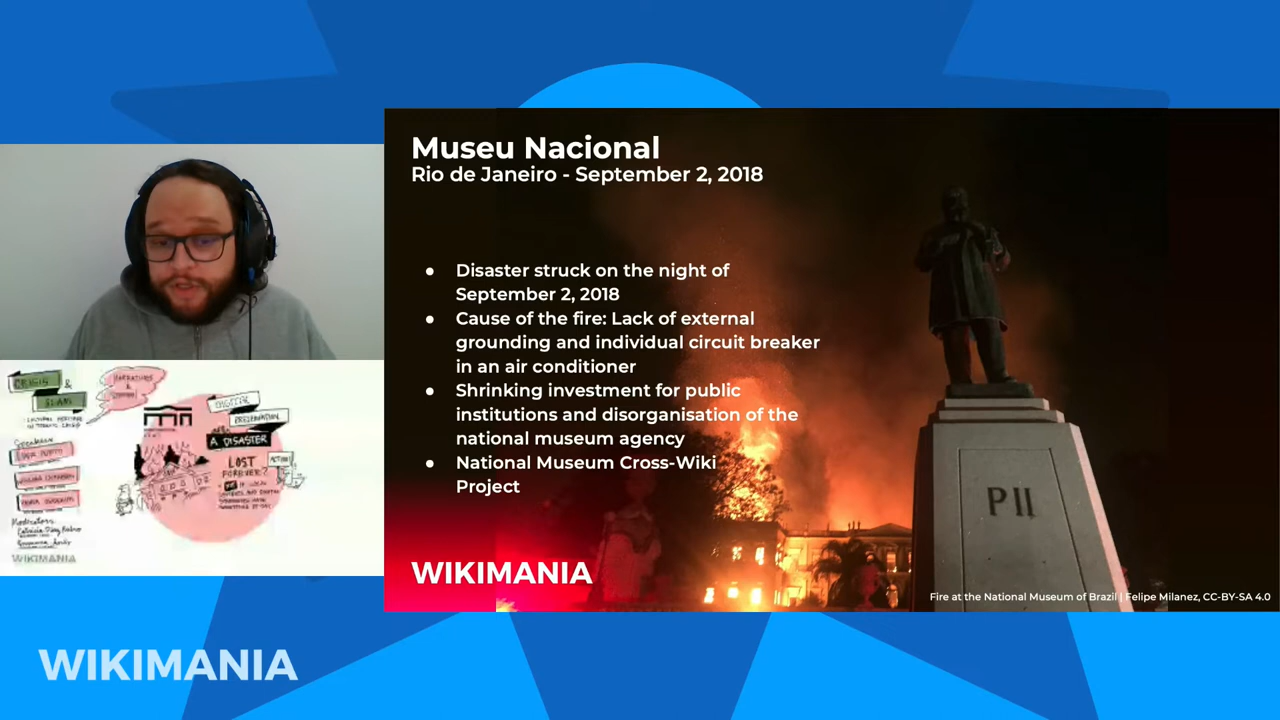 Museu Nacional
Rio de Janeiro - September 2, 2018
● Disaster struck on the night of
September 2, 2018
● Cause of the fire: Lack of external
grounding and individual circuit breaker
in an air conditioner
● Shrinking investment for public
institutions and disorganisation of the
national museum agency
● National Museum Cross-Wiki
Project
WIKIMANIA
PII
Fire at the National Museum of Brazil | Felipe Milanez, CC-BY-SA 4.0
CRISIS &
Speakers
Moderators
WIKIMANIA
DIGITAL
PRESERVATION
A DISASTER
LOST
FOREVER?
WIKIMANIA